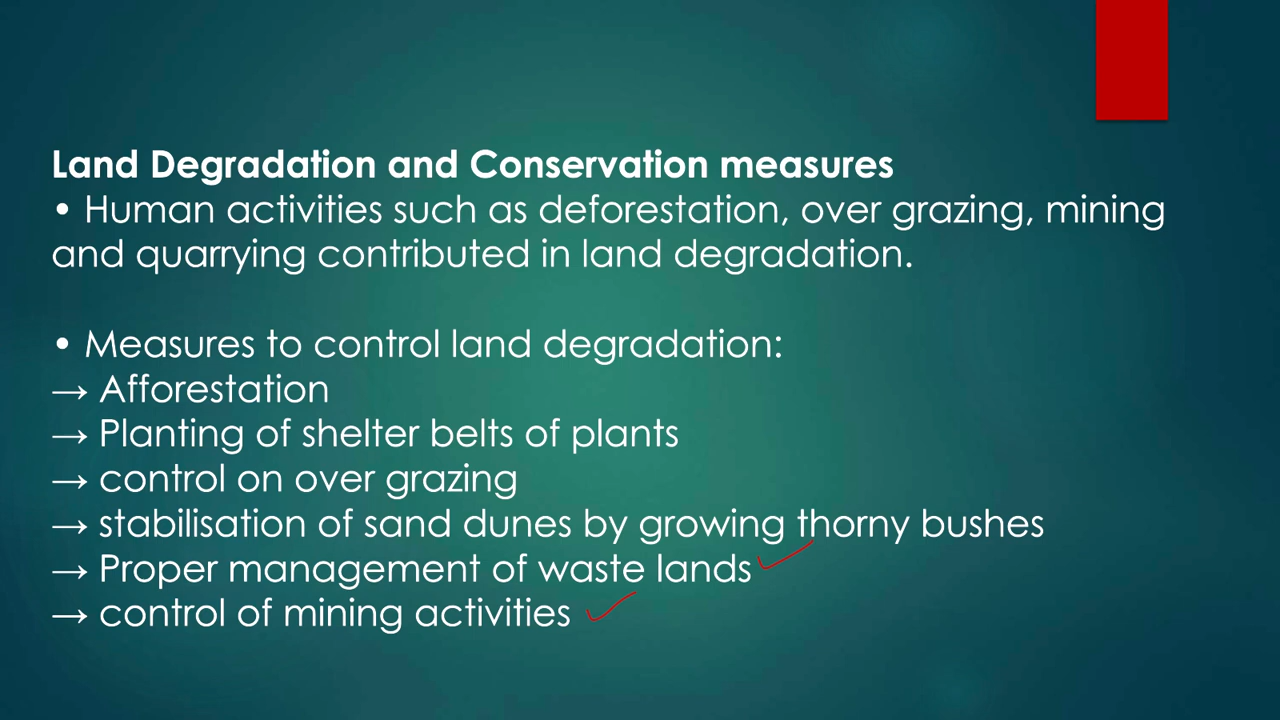 Land Degradation and Conservation measures
• Human activities such as deforestation, over grazing, mining
and quarrying contributed in land degradation.
• Measures to control land degradation:
→ Afforestation
→ Planting of shelter belts of plants
→ control on over grazing
→ stabilisation of sand dunes by growing thorny bushes
→ Proper management of waste lands
→ control of mining activities